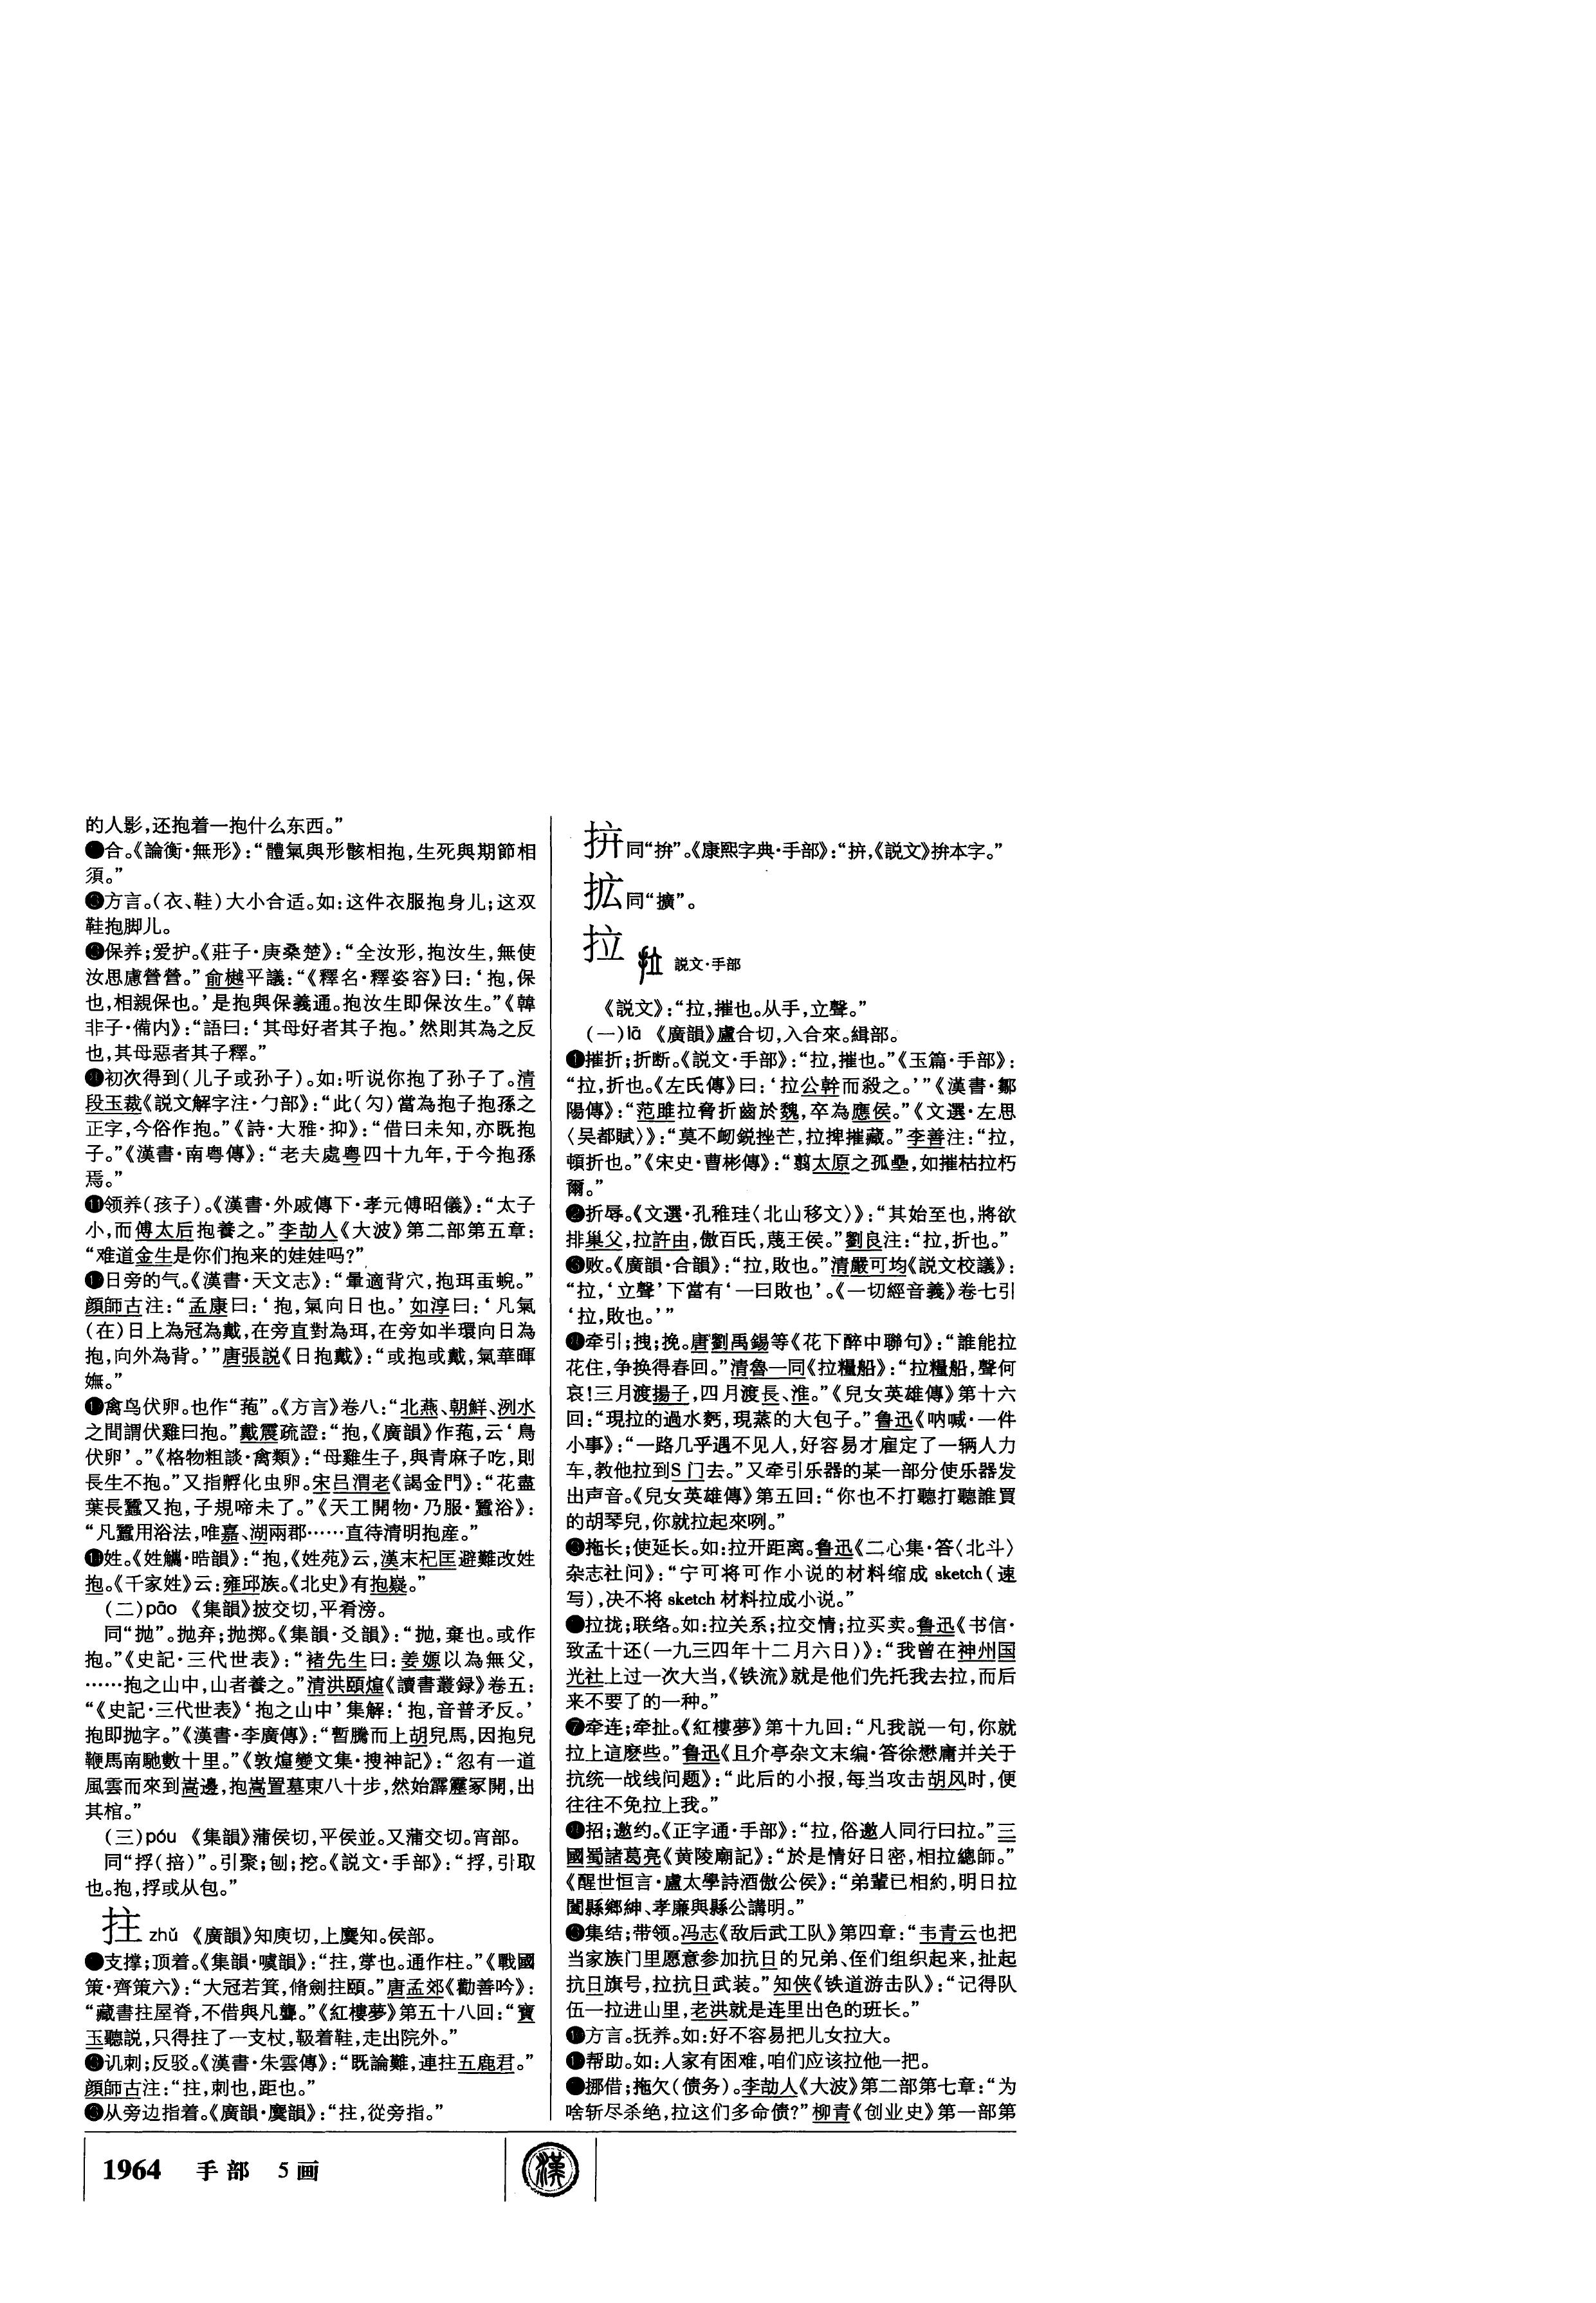 的人影,还抱着一抱什么东西。”
合。《論衡·無形》:“體氣與形骸相抱,生死與期節相
須。”
方言。(衣、鞋)大小合适。如:这件衣服抱身儿;这双
鞋抱脚儿。
保养;爱护。《莊子·庚桑楚》:“全汝形,抱汝生,無使
汝思慮營營。”俞樾平議:“《釋名·釋姿容》曰:‘抱,保
也,相親保也。’是抱與保義通。抱汝生即保汝生。”《韓
非子·備内》:“語曰:‘其母好者其子抱。’然則其為之反
也,其母惡者其子釋。”
初次得到(儿子或孙子)。如:听说你抱了孙子了。清
段玉裁《説文解字注·勹部》:“此(勽)當為抱子抱孫之
正字,今俗作抱。”《詩·大雅·抑》:“借曰未知,亦既抱
子。”《漢書·南粤傳》:“老夫處粤四十九年,于今抱孫
焉。”
⓫领养(孩子)。《漢書·外戚傳下·孝元傅昭儀》:“太子
小,而傅太后抱養之。”李劼人《大波》第二部第五章:
“难道金生是你们抱来的娃娃吗?”
日旁的气。《漢書·天文志》:“暈適背穴,抱珥䖝蜺。”
顔師古注:“孟康曰:‘抱,氣向日也。’如淳曰:‘凡氣
(在)日上為冠為戴,在旁直對為珥,在旁如半環向日為
抱,向外為背。’”唐張説《日抱戴》:“或抱或戴,氣華暉
嫵。”
禽鸟伏卵。也作“菢”。《方言》卷八:“北燕、朝鮮、洌水
之間謂伏雞曰抱。”戴震疏證:“抱,《廣韻》作菢,云‘鳥
伏卵’。”《格物粗談·禽類》:“母雞生子,與青麻子吃,則
長生不抱。”又指孵化虫卵。宋吕渭老《謁金門》:“花盡
葉長蠶又抱,子規啼未了。”《天工開物·乃服·蠶浴》:
“凡蠶用浴法,唯嘉、湖兩郡……直待清明抱産。”
姓。《姓觿·晧韻》:“抱,《姓苑》云,漢末杞匡避難改姓
抱。《千家姓》云:雍邱族。《北史》有抱嶷。”
(二)pāo 《集韻》披交切,平肴滂。
同“抛”。抛弃;抛掷。《集韻·爻韻》:“抛,棄也。或作
抱。”《史記·三代世表》:“褚先生曰:姜嫄以為無父,
……抱之山中,山者養之。”清洪頤煊《讀書叢録》卷五:
“《史記·三代世表》‘抱之山中’集解:‘抱,音普矛反。’
抱即抛字。”《漢書·李廣傳》:“暫騰而上胡兒馬,因抱兒
鞭馬南馳數十里。”《敦煌變文集·搜神記》:“忽有一道
風雲而來到嵩邊,抱嵩置墓東八十步,然始霹靂冢開,出
其棺。”
(三)póu 《集韻》蒲侯切,平侯並。又蒲交切。宵部。
同“捊(掊)”。引聚;刨;挖。《説文·手部》:“捊,引取
也。抱,捊或从包。”
拄 zhǔ 《廣韻》知庾切,上麌知。侯部。
支撑;顶着。《集韻·噳韻》:“拄,牚也。通作柱。”《戰國
策·齊策六》:“大冠若箕,脩劍拄頤。”唐孟郊《勸善吟》:
“藏書拄屋脊,不借與凡聾。”《紅樓夢》第五十八回:“寳
玉聽説,只得拄了一支杖,靸着鞋,走出院外。”
讥刺;反驳。《漢書·朱雲傳》:“既論難,連拄五鹿君。”
顔師古注:“拄,刺也,距也。”
从旁边指着。《廣韻·麌韻》:“拄,從旁指。”
拼同“拚”。《康熙字典·手部》:“拼,《説文》拚本字。”
拡同“擴”。
拉 説文·手部
《説文》:“拉,摧也。从手,立聲。”
(一)lā 《廣韻》盧合切,入合來。緝部。
❶摧折;折断。《説文·手部》:“拉,摧也。”《玉篇·手部》:
“拉,折也。《左氏傳》曰:‘拉公幹而殺之。’”《漢書·鄒
陽傳》:“范雎拉脅折齒於魏,卒為應侯。”《文選·左思
〈吴都賦〉》:“莫不衂鋭挫芒,拉捭摧藏。”李善注:“拉,
頓折也。”《宋史·曹彬傳》:“翦太原之孤壘,如摧枯拉朽
爾。”
❷折辱。《文選·孔稚珪〈北山移文〉》:“其始至也,將欲
排巢父,拉許由,傲百氏,蔑王侯。”劉良注:“拉,折也。”
败。《廣韻·合韻》:“拉,敗也。”清嚴可均《説文校議》:
“拉,‘立聲’下當有‘一曰敗也’。《一切經音義》卷七引
‘拉,敗也。’”
牵引;拽;挽。唐劉禹錫等《花下醉中聯句》:“誰能拉
花住,争换得春回。”清魯一同《拉糧船》:“拉糧船,聲何
哀!三月渡揚子,四月渡長、淮。”《兒女英雄傳》第十六
回:“現拉的過水麪,現蒸的大包子。”鲁迅《呐喊·一件
小事》:“一路几乎遇不见人,好容易才雇定了一辆人力
车,教他拉到S门去。”又牵引乐器的某一部分使乐器发
出声音。《兒女英雄傳》第五回:“你也不打聽打聽誰買
的胡琴兒,你就拉起來咧。”
拖长;使延长。如:拉开距离。鲁迅《二心集·答〈北斗〉
杂志社问》:“宁可将可作小说的材料缩成 sketch(速
写),决不将 sketch 材料拉成小说。”
拉拢;联络。如:拉关系;拉交情;拉买卖。鲁迅《书信·
致孟十还(一九三四年十二月六日)》:“我曾在神州国
光社上过一次大当,《铁流》就是他们先托我去拉,而后
来不要了的一种。”
❼牵连;牵扯。《紅樓夢》第十九回:“凡我説一句,你就
拉上這麽些。”鲁迅《且介亭杂文末编·答徐懋庸并关于
抗统一战线问题》:“此后的小报,每当攻击胡风时,便
往往不免拉上我。”
招;邀约。《正字通·手部》:“拉,俗邀人同行曰拉。”三
國蜀諸葛亮《黄陵廟記》:“於是情好日密,相拉總師。”
《醒世恒言·盧太學詩酒傲公侯》:“弟輩已相約,明日拉
闔縣鄉紳、孝廉與縣公講明。”
集结;带领。冯志《敌后武工队》第四章:“韦青云也把
当家族门里愿意参加抗日的兄弟、侄们组织起来,扯起
抗日旗号,拉抗日武装。”知侠《铁道游击队》:“记得队
伍一拉进山里,老洪就是连里出色的班长。”
方言。抚养。如:好不容易把儿女拉大。
帮助。如:人家有困难,咱们应该拉他一把。
挪借;拖欠(债务)。李劼人《大波》第二部第七章:“为
啥斩尽杀绝,拉这们多命债?”柳青《创业史》第一部第
1964 手部 5画
漢